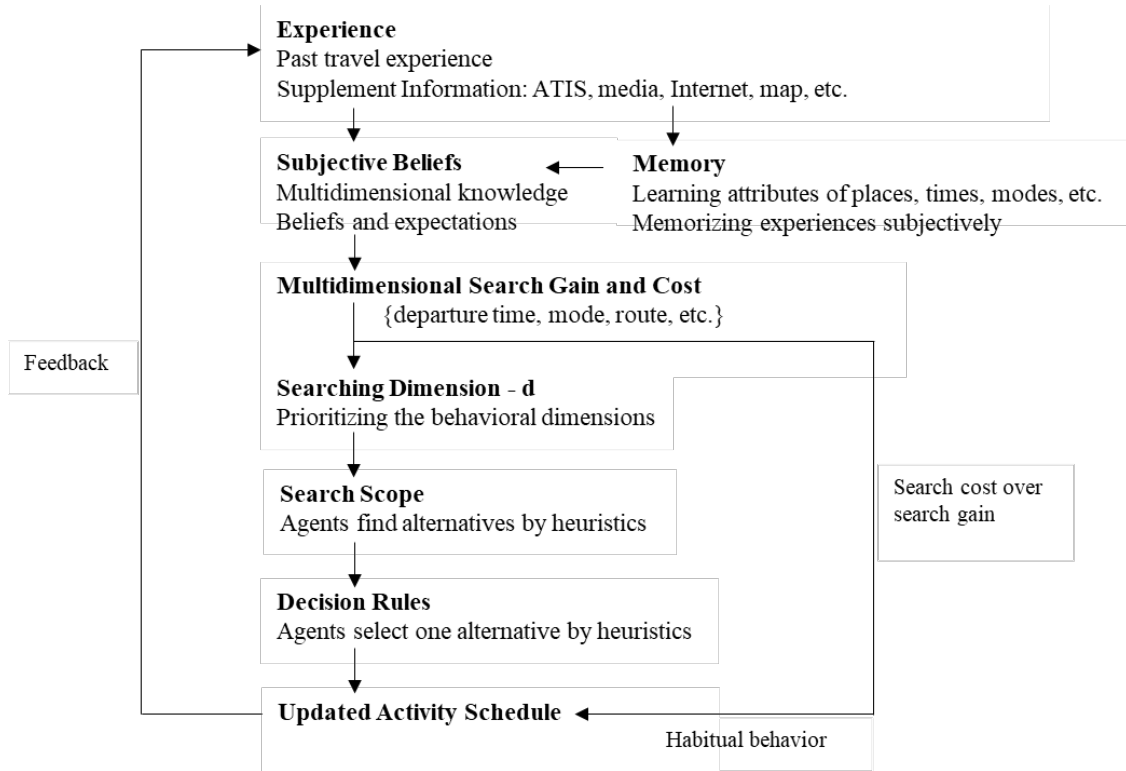 Experience
Past travel experience
Supplement Information: ATIS, media, Internet, map, etc.
Subjective Beliefs
Multidimensional knowledge
Beliefs and expectations
Memory
Learning attributes of places, times, modes, etc.
Memorizing experiences subjectively
Multidimensional Search Gain and Cost
{departure time, mode, route, etc.}
Feedback
Searching Dimension - d
Prioritizing the behavioral dimensions
Search Scope
Agents find alternatives by heuristics
Search cost over
search gain
Decision Rules
Agents select one alternative by heuristics
Updated Activity Schedule
Habitual behavior